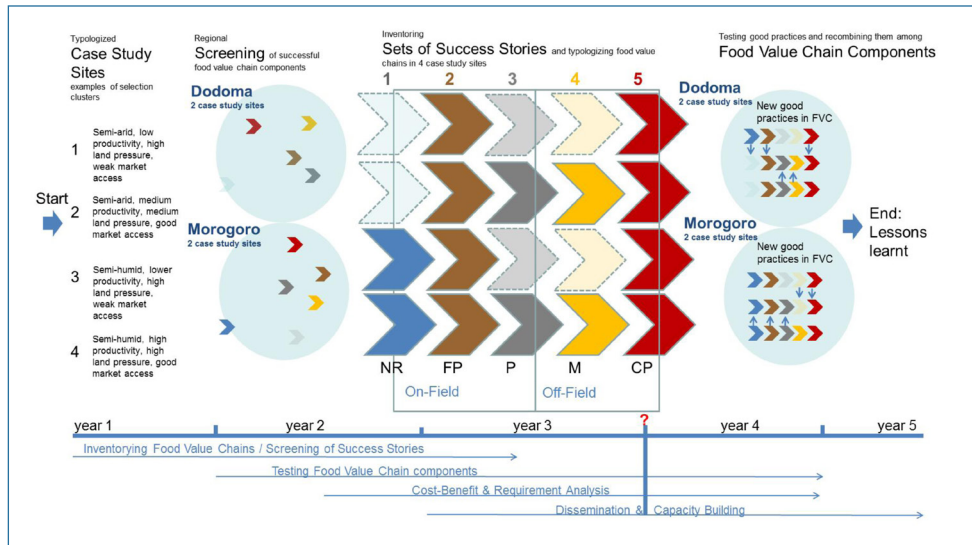 Typologized
Case Study
Sites
examples of selection
clusters
Regional
Screening of successful
food value chain components
Inventoring
Sets of Success Stories and typologizing food value
chains in 4 case study sites
Testing good practices and recombining them among
Food Value Chain Components
Start
1
Semi-arid, low
productivity, high
land pressure,
weak market
access
2
Semi-arid, medium
productivity, medium
land pressure, good
market access
3
Semi-humid, lower
productivity, high
land pressure,
weak market
access
4
Semi-humid, high
productivity, high
land pressure, good
market access
Dodoma
2 case study sites
Morogoro
2 case study sites
1 2 3 4 5
NR FP P M CP
On-Field Off-Field
Dodoma
2 case study sites
New good
practices in FVC
Morogoro
2 case study sites
New good
practices in FVC
End:
Lessons
learnt
?
year 1 year 2 year 3 year 4 year 5
Inventorying Food Value Chains / Screening of Success Stories
Testing Food Value Chain components
Cost-Benefit & Requirement Analysis
Dissemination & Capacity Building